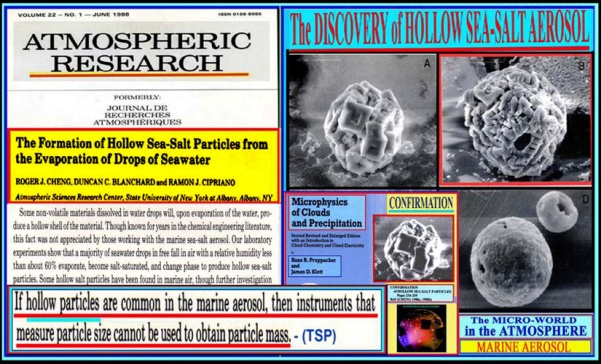 VOLUME 22 – NO. 1 — JUNE 1988
ISSN 0169-8095
ATMOSPHERIC
RESEARCH
FORMERLY:
JOURNAL DE
RECHERCHES
ATMOSPHÉRIQUES
The Formation of Hollow Sea-Salt Particles from
the Evaporation of Drops of Seawater
ROGER J. CHENG, DUNCAN C. BLANCHARD and RAMON J. CIPRIANO
Atmospheric Sciences Research Center, State University of New York at Albany, Albany, NY
Some non-volatile materials dissolved in water drops will, upon evaporation of the water, pro-
duce a hollow shell of the material. Though known for years in the chemical engineering literature,
this fact was not appreciated by those working with the marine sea-salt aerosol. Our laboratory
experiments show that a majority of seawater drops in free fall in air with a relative humidity less
than about 60% evaporate, become salt-saturated, and change phase to produce hollow sea-salt
particles. Some hollow salt particles have been found in marine air, though further investigation
If hollow particles are common in the marine aerosol, then instruments that
measure particle size cannot be used to obtain particle mass. - (TSP)
The DISCOVERY of HOLLOW SEA-SALT AEROSOL
A
B
Microphysics
of Clouds
and Precipitation
Second Revised and Enlarged Edition
with an Introduction to
Cloud Chemistry and Cloud Electricity
Hans R. Pruppacher
and
James D. Klett
CONFIRMATION
CONFIRMATION
of HOLLOW SEA SALT PARTICLES
D
The MICRO-WORLD
in the ATMOSPHERE
MARINE AEROSOL